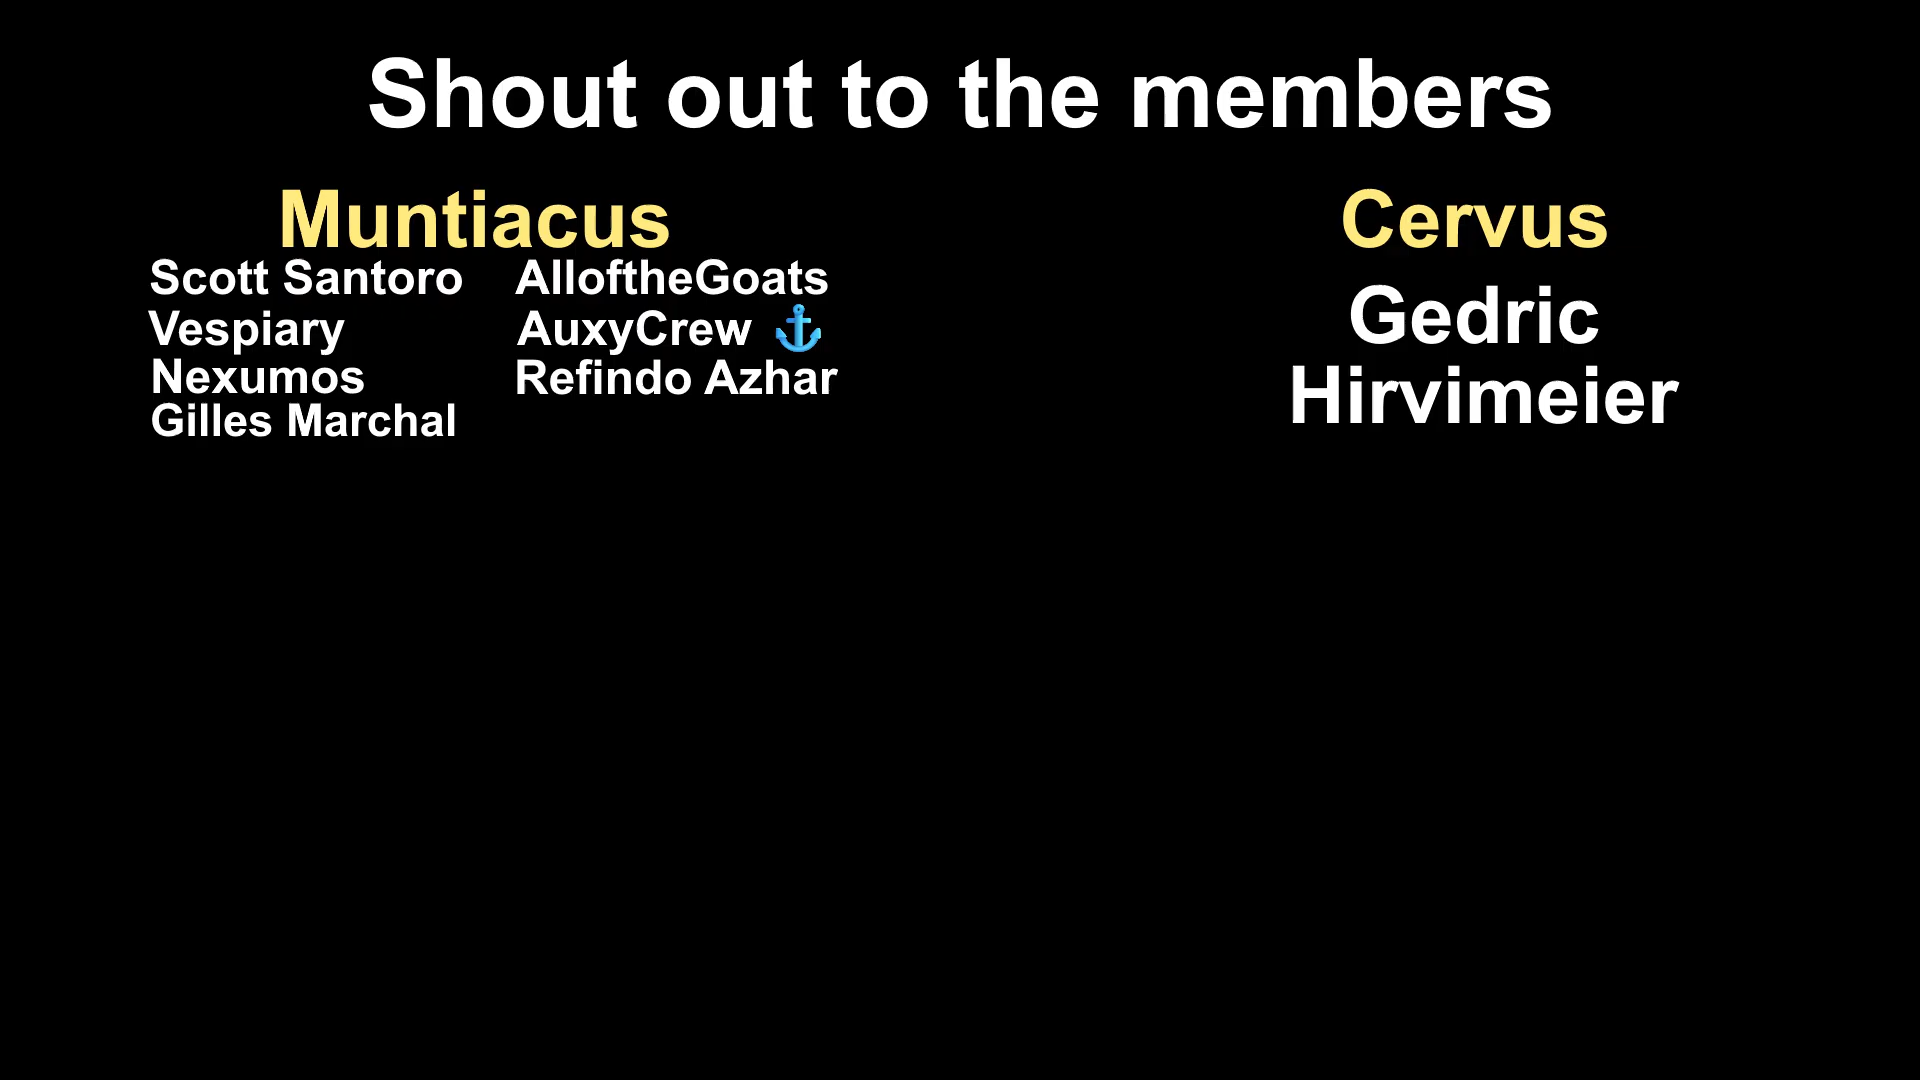 Shout out to the members
Muntiacus
Scott Santoro
Vespiary
Nexumos
Gilles Marchal
AlloftheGoats
AuxyCrew ⚓
Refindo Azhar
Cervus
Gedric
Hirvimeier